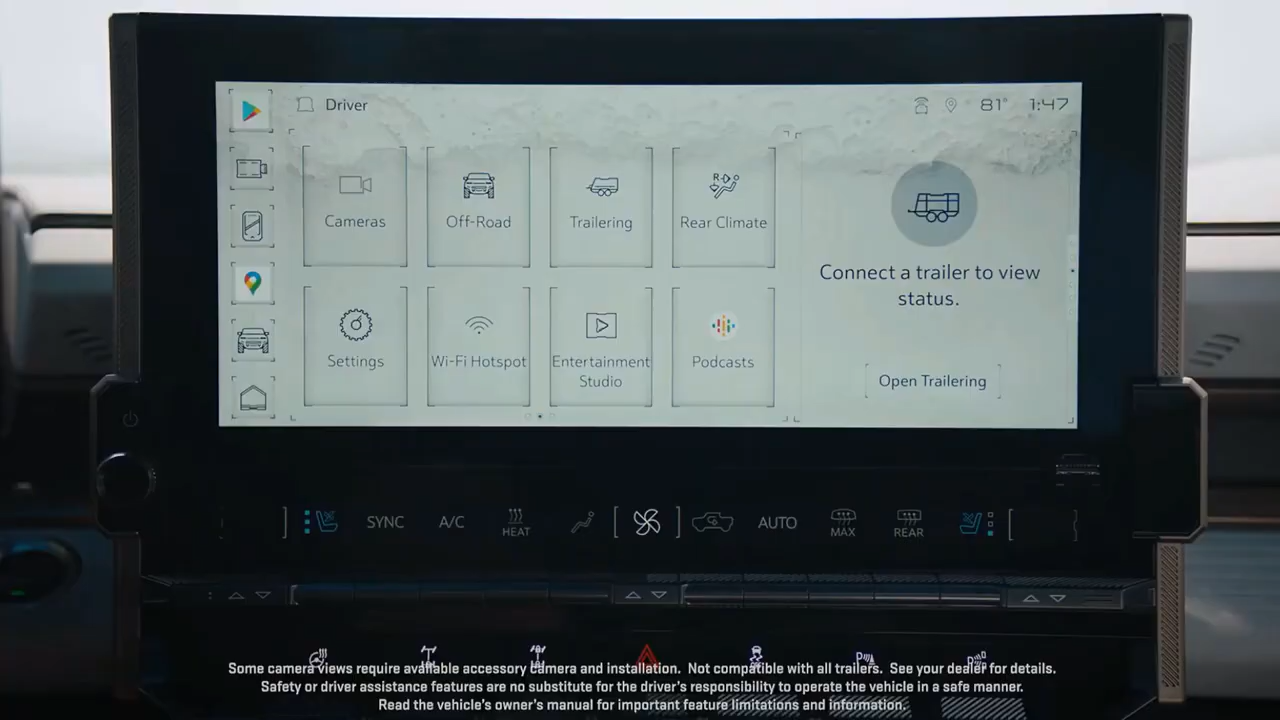 Driver
81° 1:47
Cameras
Off-Road
Trailering
R
Rear Climate
Connect a trailer to view
status.
Settings
Wi-Fi Hotspot
Entertainment
Studio
Podcasts
Open Trailering
SYNC
A/C
HEAT
AUTO
MAX
REAR
P
Some camera views require available accessory camera and installation. Not compatible with all trailers. See your dealer for details.
Safety or driver assistance features are no substitute for the driver's responsibility to operate the vehicle in a safe manner.
Read the vehicle's owner's manual for important feature limitations and information.